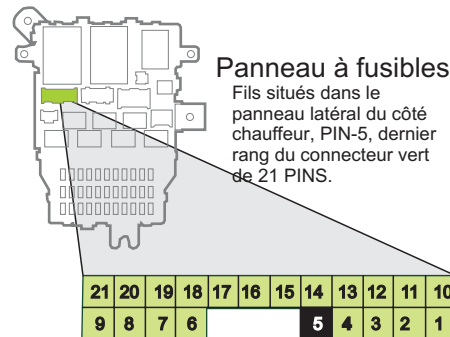 Panneau à fusibles
Fils situés dans le
panneau latéral du côté
chauffeur, PIN-5, dernier
rang du connecteur vert
de 21 PINS.
21 20 19 18 17 16 15 14 13 12 11 10
9 8 7 6 5 4 3 2 1